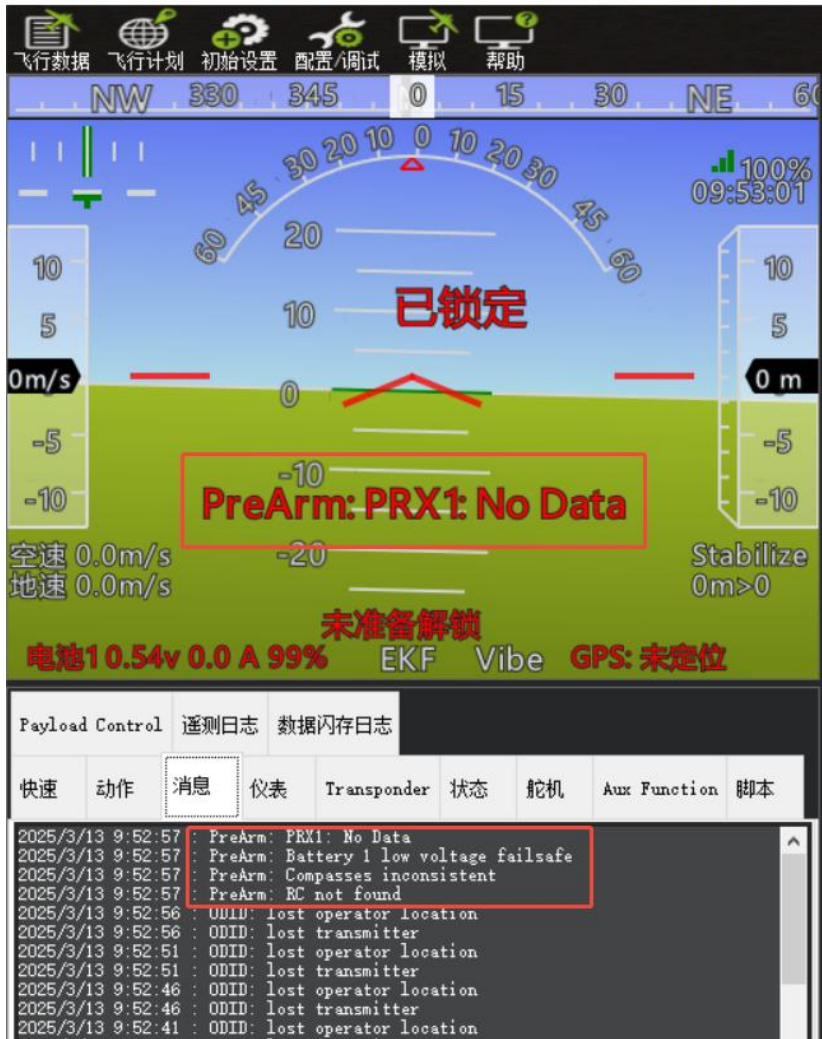 飞行数据 飞行计划 初始设置 配置/调试 模拟 帮助
NW 330 345 0 15 30 NE 60
60 45 30 20 10 0 10 20 30 45 60
100%
09:53:01
20
10 10
已锁定
5 10 5
0m/s 0 m
0
-5 -5
-10
-10 PreArm: PRX1: No Data -10
空速 0.0m/s -20 Stabilize
地速 0.0m/s 0m>0
未准备解锁
电池1 0.54v 0.0 A 99% EKF Vibe GPS: 未定位
Payload Control 遥测日志 数据闪存日志
快速 动作 消息 仪表 Transponder 状态 舵机 Aux Function 脚本
2025/3/13 9:52:57 : PreArm: PRX1: No Data
2025/3/13 9:52:57 : PreArm: Battery 1 low voltage failsafe
2025/3/13 9:52:57 : PreArm: Compasses inconsistent
2025/3/13 9:52:57 : PreArm: RC not found
2025/3/13 9:52:56 : ODID: lost operator location
2025/3/13 9:52:56 : ODID: lost transmitter
2025/3/13 9:52:51 : ODID: lost operator location
2025/3/13 9:52:51 : ODID: lost transmitter
2025/3/13 9:52:46 : ODID: lost operator location
2025/3/13 9:52:46 : ODID: lost transmitter
2025/3/13 9:52:41 : ODID: lost operator location